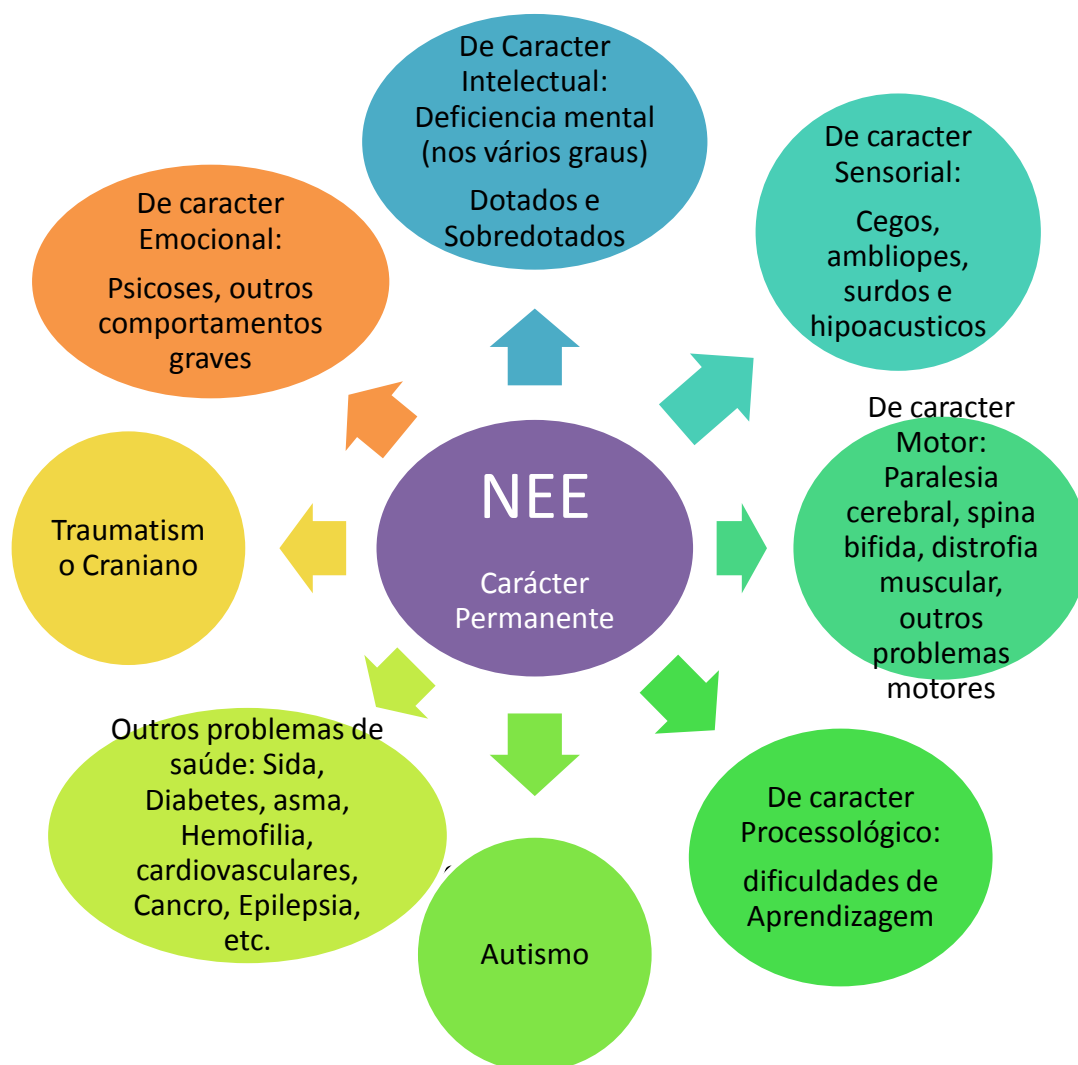 De Caracter
Intelectual:
Deficiencia mental
(nos vários graus)
Dotados e
Sobredotados
De caracter
Sensorial:
Cegos,
ambliopes,
surdos e
hipoacusticos
De caracter
Motor:
Paralesia
cerebral, spina
bifida, distrofia
muscular,
outros
problemas
motores
De caracter
Processológico:
dificuldades de
Aprendizagem
Autismo
Outros problemas de
saúde: Sida,
Diabetes, asma,
Hemofilia,
cardiovasculares,
Cancro, Epilepsia,
etc.
Traumatism
o Craniano
De caracter
Emocional:
Psicoses, outros
comportamentos
graves
NEE
Carácter
Permanente